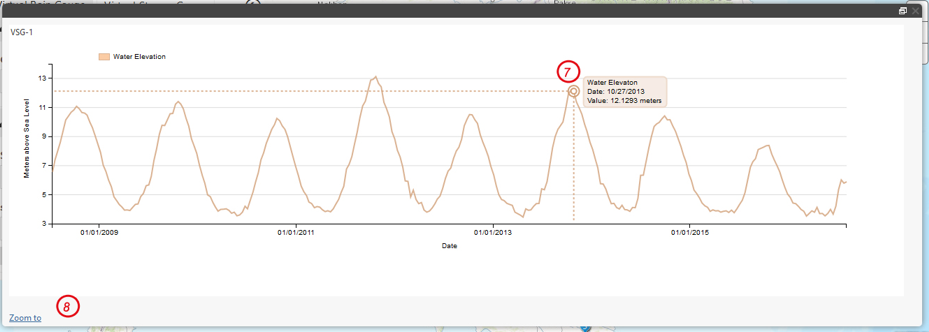 VSG-1
Water Elevation
7
Water Elevaton
Date: 10/27/2013
Value: 12.1293 meters
13
11
9
7
5
3
Meters above Sea Level
01/01/2009
01/01/2011
01/01/2013
01/01/2015
Date
8
Zoom to